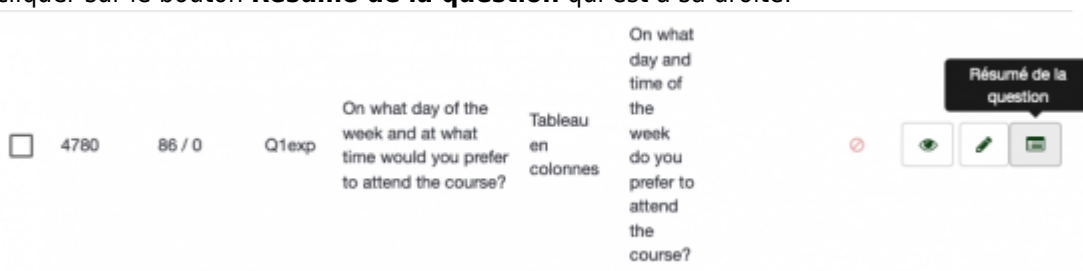 cliquer sur le bouton Résumé de la question qui est à sa droite.
On what
day and
time of
the
week
do you
prefer to
attend
the
course?
Résumé de la
question
On what day of the
week and at what
time would you prefer
to attend the course?
Tableau
en
colonnes
4780
86 / 0
Q1exp